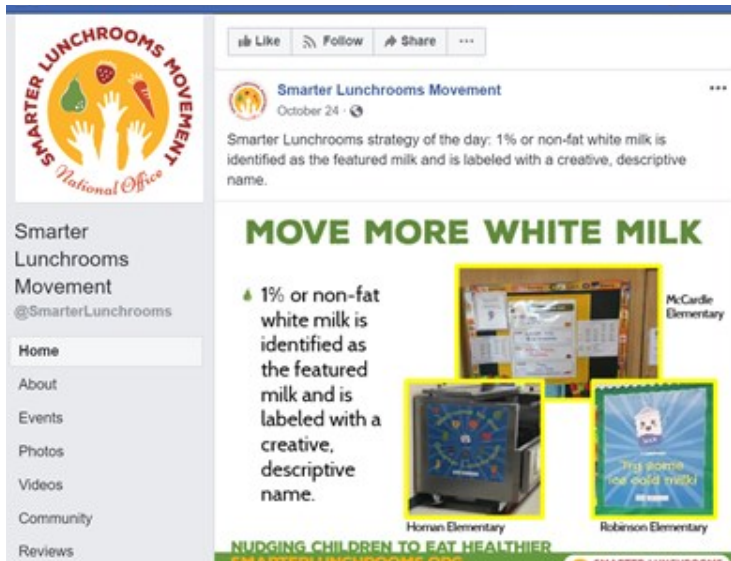 SMARTER LUNCHROOMS MOVEMENT
National Office
Smarter
Lunchrooms
Movement
@SmarterLunchrooms
Home
About
Events
Photos
Videos
Community
Reviews
Like Follow Share ...
Smarter Lunchrooms Movement ...
October 24 ·
Smarter Lunchrooms strategy of the day: 1% or non-fat white milk is
identified as the featured milk and is labeled with a creative, descriptive
name.
MOVE MORE WHITE MILK
1% or non-fat
white milk is
identified as
the featured
milk and is
labeled with a
creative,
descriptive
name.
McCardle
Elementary
Try some
ice cold milk!
Homan Elementary
Robinson Elementary
NUDGING CHILDREN TO EAT HEALTHIER
SMARTERLUNCHROOMS.ORG
SMARTER LUNCHROOMS